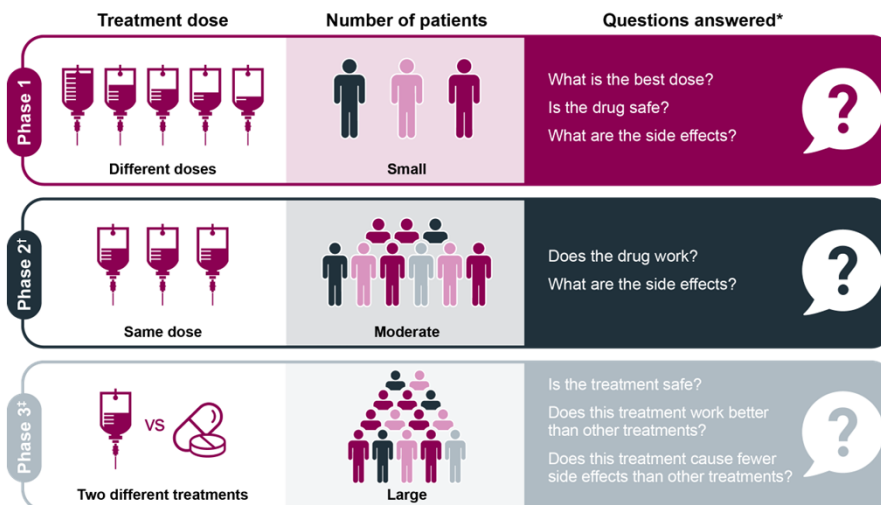 Treatment dose
Number of patients
Questions answered*
Phase 1
Different doses
Small
What is the best dose?
Is the drug safe?
What are the side effects?
?
Phase 2†
Same dose
Moderate
Does the drug work?
What are the side effects?
?
Phase 3‡
VS
Two different treatments
Large
Is the treatment safe?
Does this treatment work better
than other treatments?
Does this treatment cause fewer
side effects than other treatments?
?